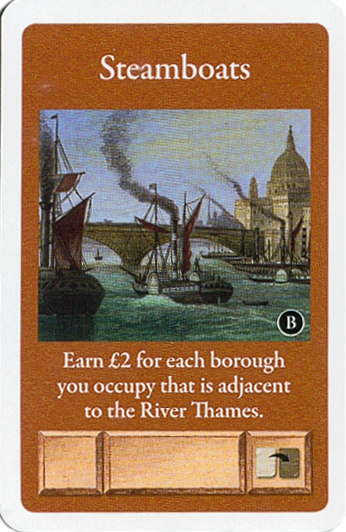 Steamboats
B
Earn £2 for each borough
you occupy that is adjacent
to the River Thames.